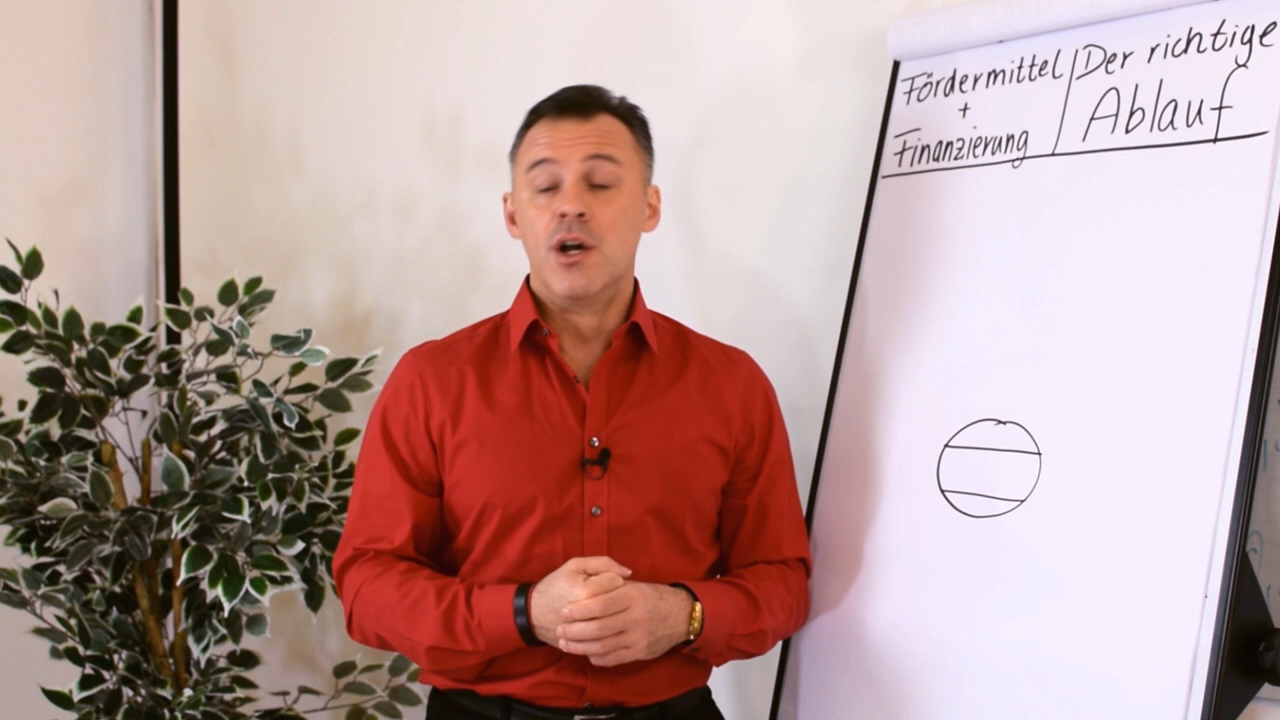 Fördermittel
+
Finanzierung
Der richtige
Ablauf